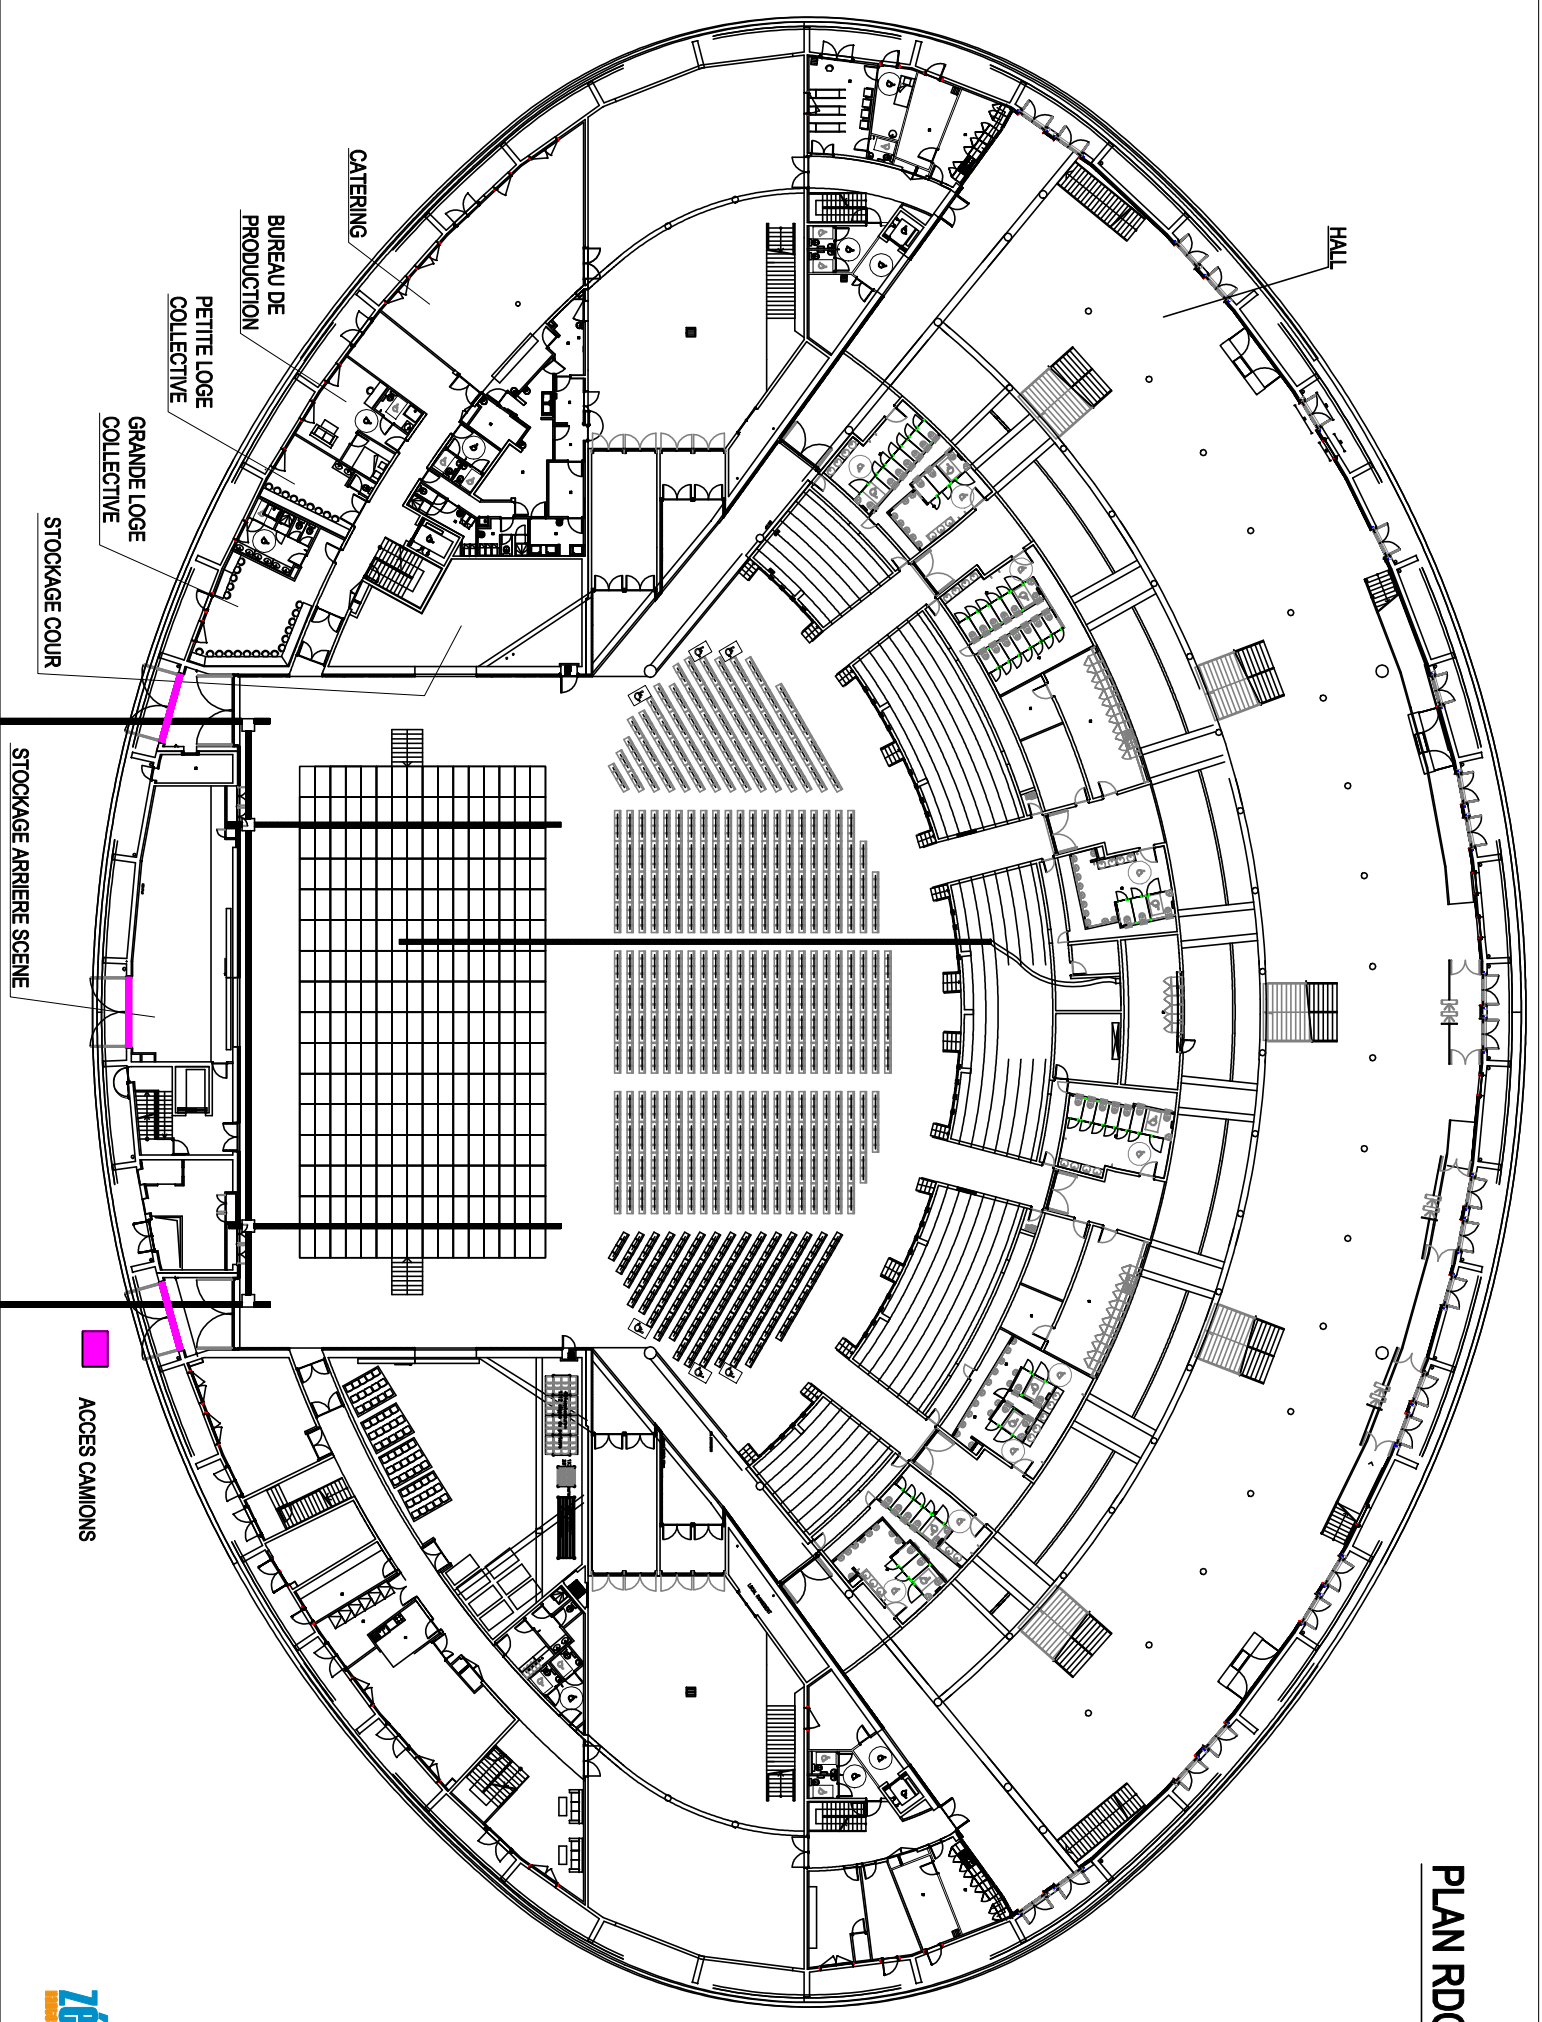 PLAN RDC
HALL
CATERING
BUREAU DE
PRODUCTION
PETITE LOGE
COLLECTIVE
GRANDE LOGE
COLLECTIVE
STOCKAGE COUR
STOCKAGE ARRIERE SCENE
ACCES CAMIONS
zé